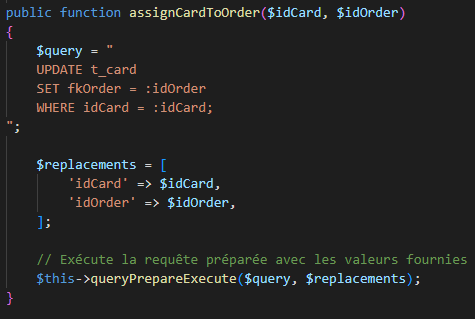 public function assignCardToOrder($idCard, $idOrder)
{
    $query = "
    UPDATE t_card
    SET fkOrder = :idOrder
    WHERE idCard = :idCard;
";
    $replacements = [
        'idCard' => $idCard,
        'idOrder' => $idOrder,
    ];
    // Exécute la requête préparée avec les valeurs fournies
    $this->queryPrepareExecute($query, $replacements);
}